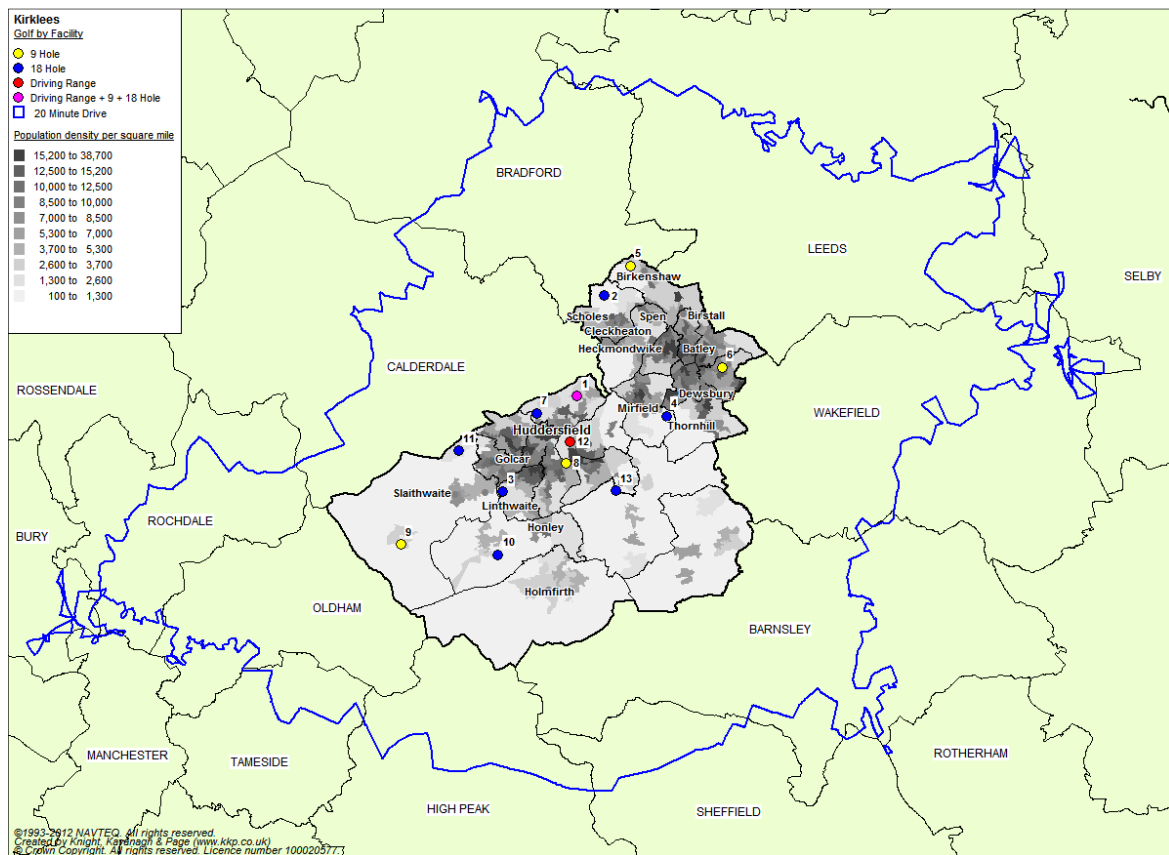 Kirklees
Golf by Facility
9 Hole
18 Hole
Driving Range
Driving Range + 9 + 18 Hole
20 Minute Drive
Population density per square mile
15,200 to 38,700
12,500 to 15,200
10,000 to 12,500
8,500 to 10,000
7,000 to 8,500
5,300 to 7,000
3,700 to 5,300
2,600 to 3,700
1,300 to 2,600
100 to 1,300
BRADFORD
LEEDS
SELBY
5
Birkenshaw
2
Scholes
Spen
Birstall
Cleckheaton
Heckmondwike
Batley
6
CALDERDALE
ROSSENDALE
1
Dewsbury
7
Mirfield
4
WAKEFIELD
Thornhill
Huddersfield
11
12
Golcar
8
13
3
Slaithwaite
Linthwaite
ROCHDALE
Honley
9
10
BURY
Holmfirth
OLDHAM
BARNSLEY
MANCHESTER
TAMESIDE
ROTHERHAM
HIGH PEAK
SHEFFIELD
©1993-2012 NAVTEQ. All rights reserved.
Created by Knight, Kavanagh & Page (www.kkp.co.uk)
© Crown Copyright. All rights reserved. Licence number 100020577.